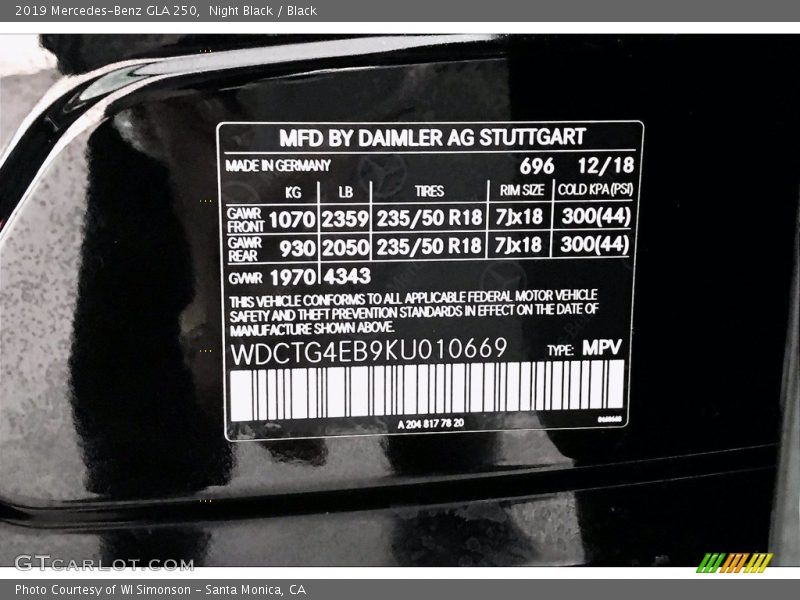 2019 Mercedes-Benz GLA 250, Night Black / Black
MFD BY DAIMLER AG STUTTGART
MADE IN GERMANY 696 12/18
KG LB TIRES RIM SIZE COLD KPA (PSI)
GAWR FRONT 1070 2359 235/50 R18 7Jx18 300(44)
GAWR REAR 930 2050 235/50 R18 7Jx18 300(44)
GVWR 1970 4343
THIS VEHICLE CONFORMS TO ALL APPLICABLE FEDERAL MOTOR VEHICLE
SAFETY AND THEFT PREVENTION STANDARDS IN EFFECT ON THE DATE OF
MANUFACTURE SHOWN ABOVE.
WDCTG4EB9KU010669 TYPE: MPV
A 204 817 78 20
GTCARLOT.COM
Photo Courtesy of WI Simonson - Santa Monica, CA